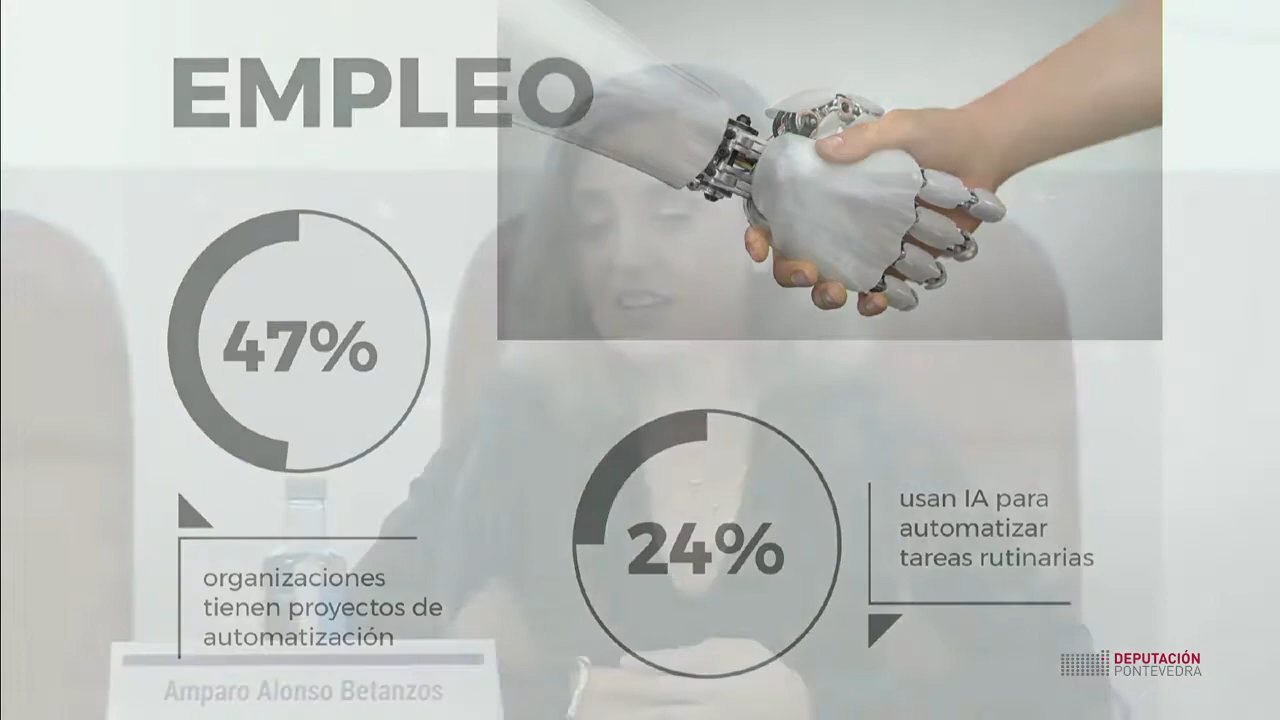 EMPLEO
47%
organizaciones
tienen proyectos de
automatización
24%
usan IA para
automatizar
tareas rutinarias
Amparo Alonso Betanzos
DEPUTACIÓN
PONTEVEDRA